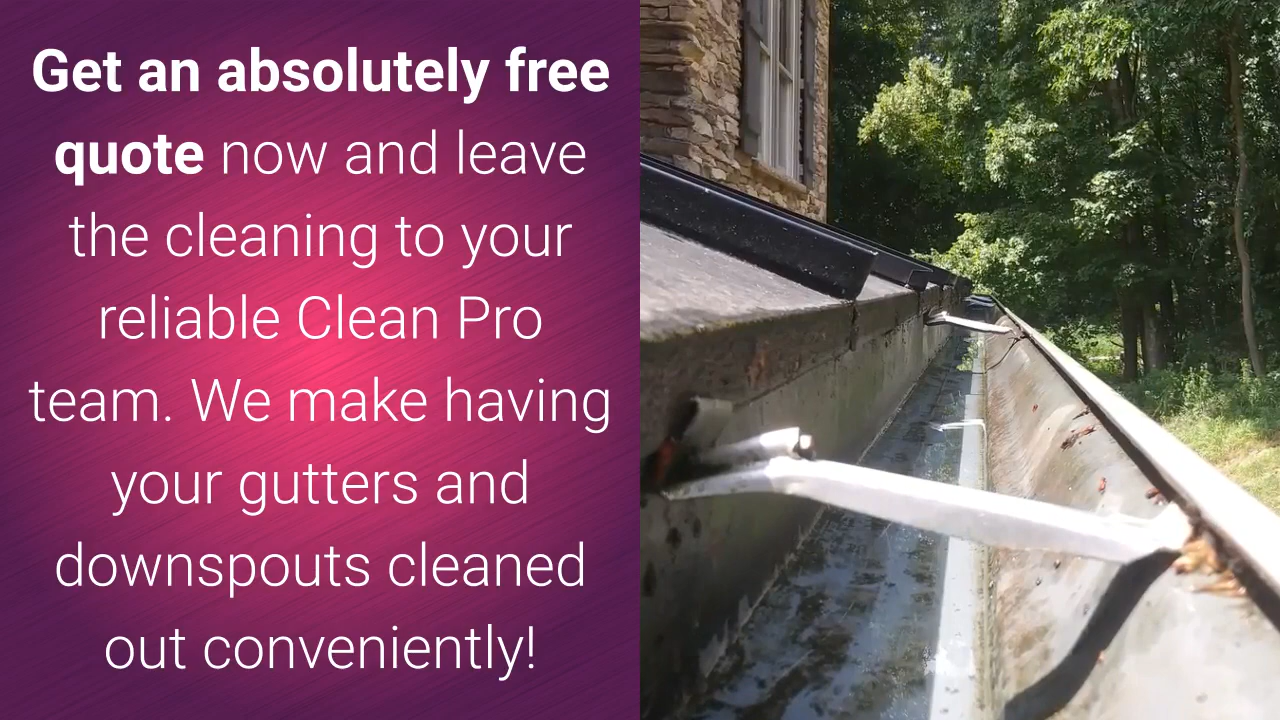 Get an absolutely free
quote now and leave
the cleaning to your
reliable Clean Pro
team. We make having
your gutters and
downspouts cleaned
out conveniently!